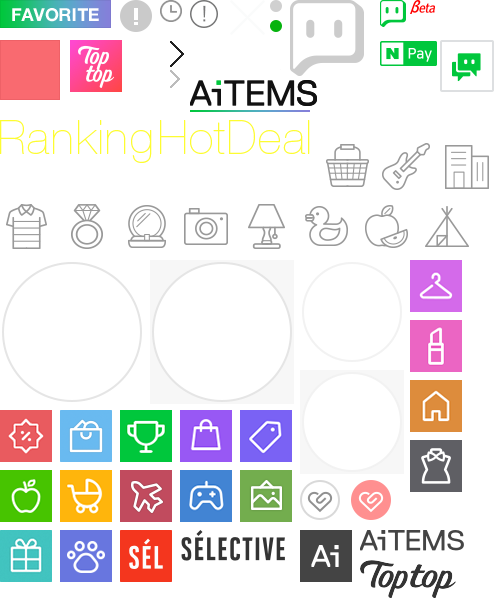 FAVORITE
Beta
Top
top
N Pay
AiTEMS
RankingHotDeal
SÉL
SÉLECTIVE
Ai
AiTEMS
Toptop